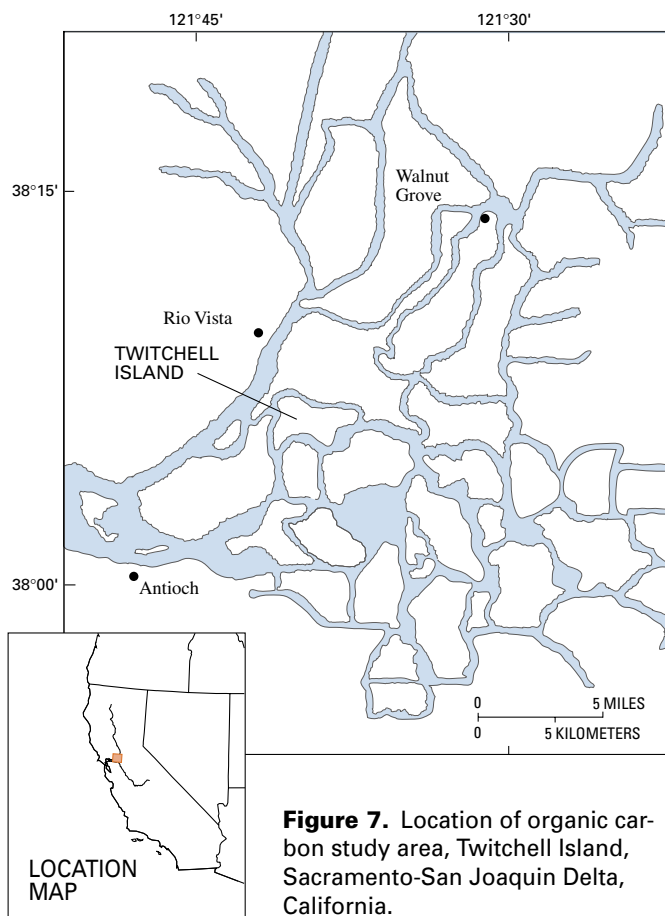 121°45'
121°30'
38°15'
Walnut
Grove
Rio Vista
TWITCHELL
ISLAND
38°00'
Antioch
0 5 MILES
0 5 KILOMETERS
LOCATION
MAP
Figure 7. Location of organic car-
bon study area, Twitchell Island,
Sacramento-San Joaquin Delta,
California.